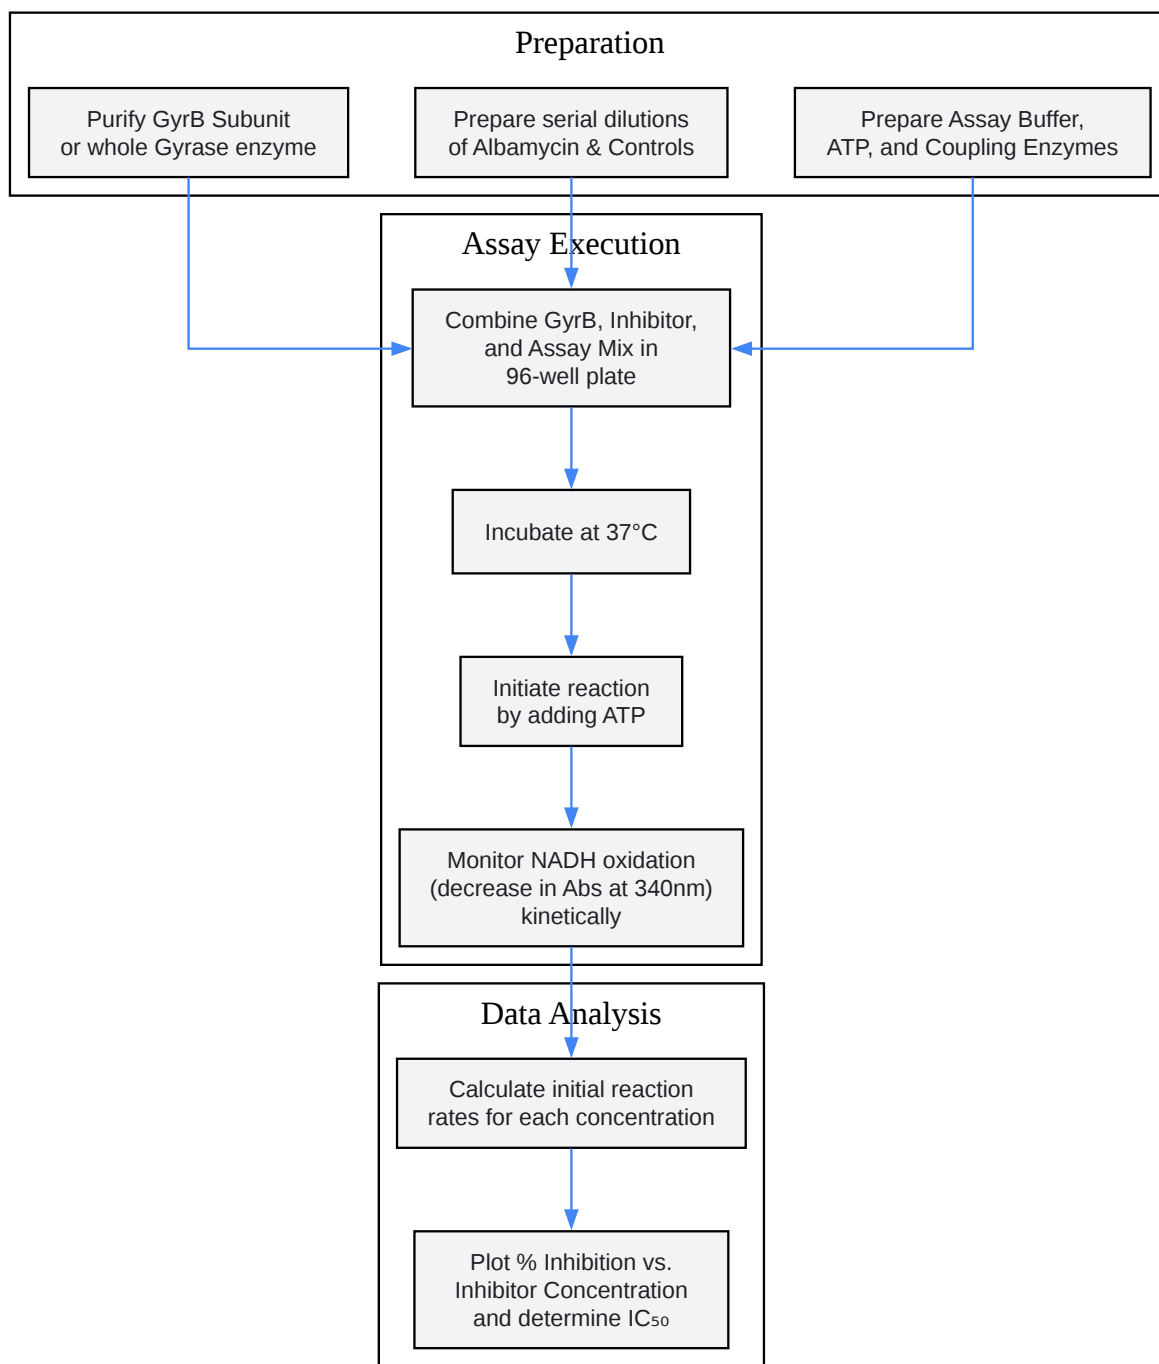 Preparation
Purify GyrB Subunit
or whole Gyrase enzyme
Prepare serial dilutions
of Albamycin & Controls
Prepare Assay Buffer,
ATP, and Coupling Enzymes
Assay Execution
Combine GyrB, Inhibitor,
and Assay Mix in
96-well plate
Incubate at 37°C
Initiate reaction
by adding ATP
Monitor NADH oxidation
(decrease in Abs at 340nm)
kinetically
Data Analysis
Calculate initial reaction
rates for each concentration
Plot % Inhibition vs.
Inhibitor Concentration
and determine IC₅₀